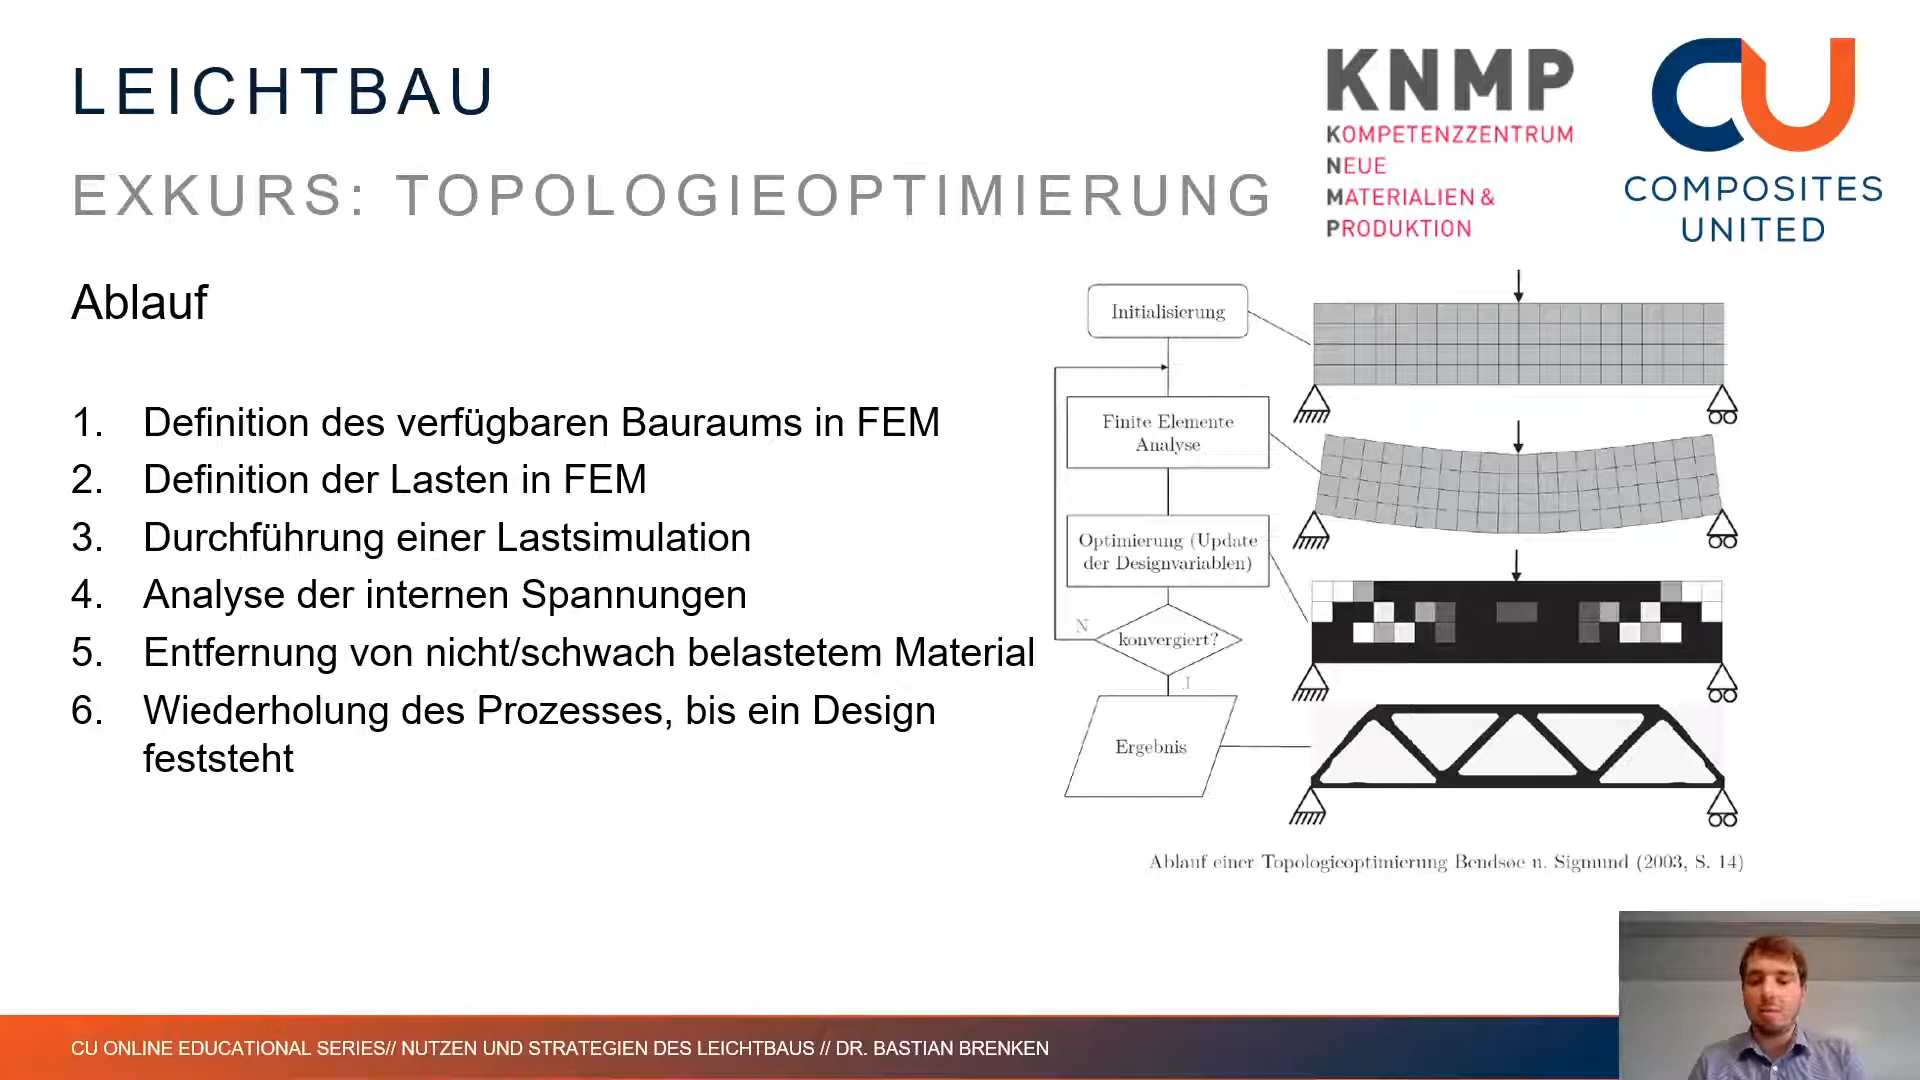 LEICHTBAU
EXKURS: TOPOLOGIEOPTIMIERUNG
KNMP
KOMPETENZZENTRUM
NEUE
MATERIALIEN &
PRODUKTION
CU
COMPOSITES
UNITED
Ablauf
1. Definition des verfügbaren Bauraums in FEM
2. Definition der Lasten in FEM
3. Durchführung einer Lastsimulation
4. Analyse der internen Spannungen
5. Entfernung von nicht/schwach belastetem Material
6. Wiederholung des Prozesses, bis ein Design
feststeht
Initialisierung
Finite Elemente
Analyse
Optimierung (Update
der Designvariablen)
N
konvergiert?
J
Ergebnis
Ablauf einer Topologieoptimierung Bendsøe u. Sigmund (2003, S. 14)
CU ONLINE EDUCATIONAL SERIES// NUTZEN UND STRATEGIEN DES LEICHTBAUS // DR. BASTIAN BRENKEN